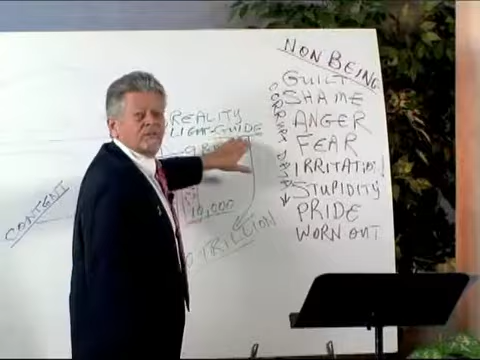 NON BEING
GUILT
SHAME
ANGER
FEAR
IRRITATION!
STUPIDITY
PRIDE
WORN OUT
CORRUPT DATA
REALITY
LIGHT-GUIDE
10,000
TRILLION
CONTENT